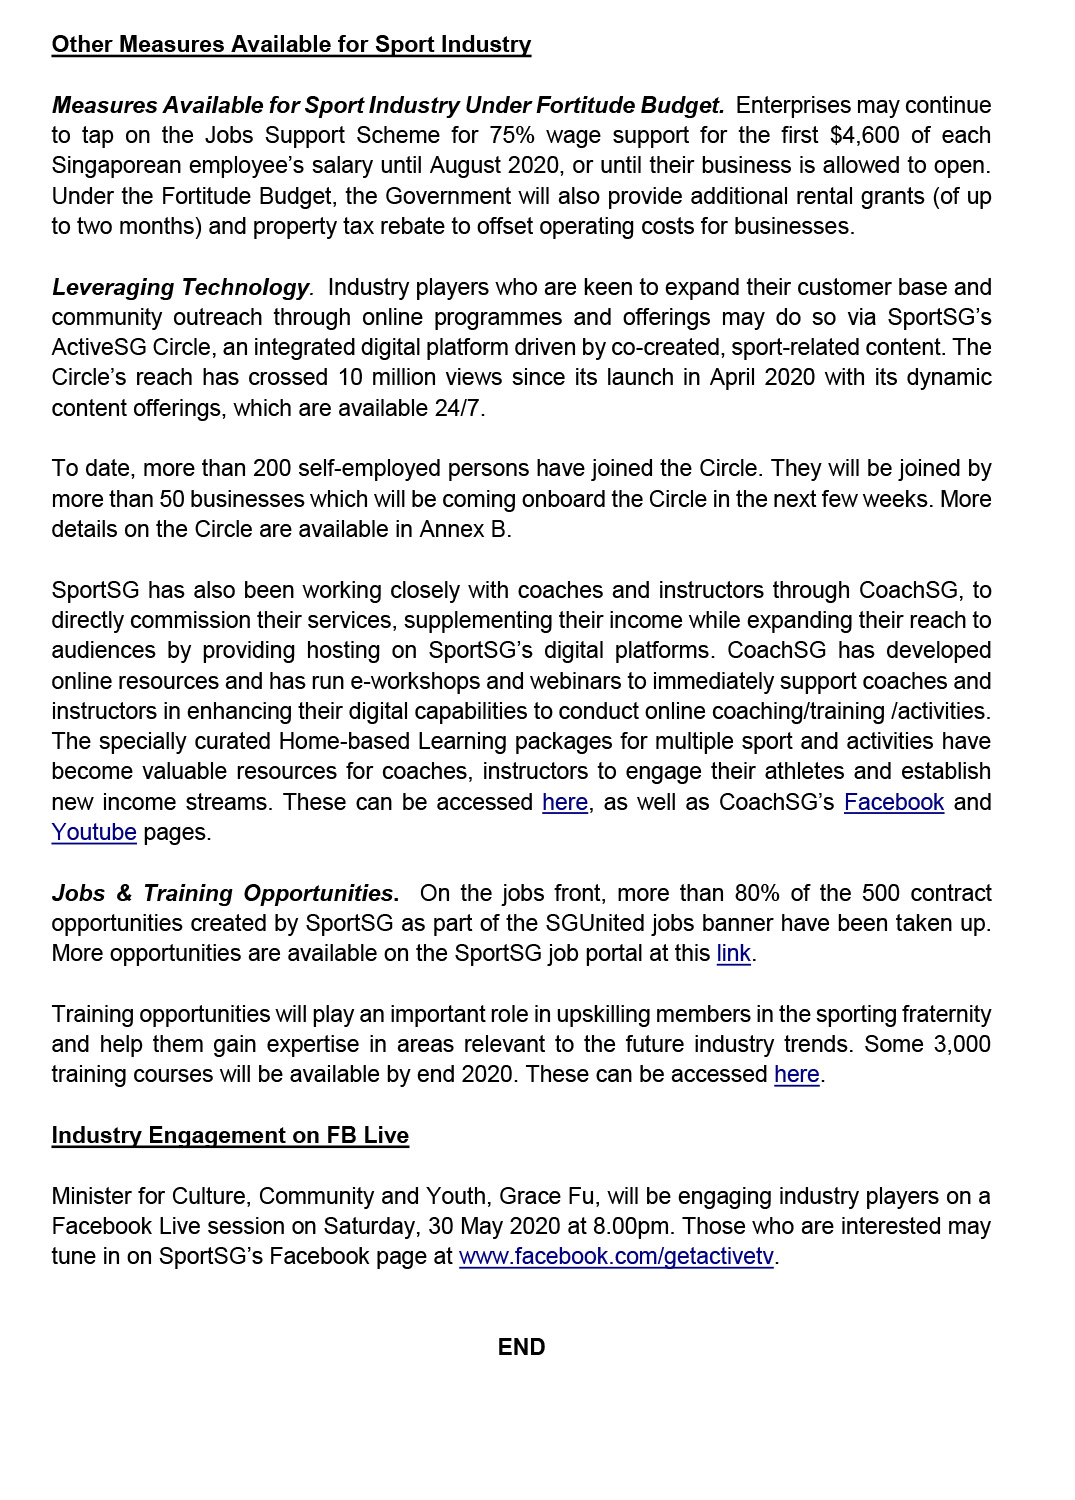 Other Measures Available for Sport Industry
Measures Available for Sport Industry Under Fortitude Budget. Enterprises may continue
to tap on the Jobs Support Scheme for 75% wage support for the first $4,600 of each
Singaporean employee’s salary until August 2020, or until their business is allowed to open.
Under the Fortitude Budget, the Government will also provide additional rental grants (of up
to two months) and property tax rebate to offset operating costs for businesses.
Leveraging Technology. Industry players who are keen to expand their customer base and
community outreach through online programmes and offerings may do so via SportSG’s
ActiveSG Circle, an integrated digital platform driven by co-created, sport-related content. The
Circle’s reach has crossed 10 million views since its launch in April 2020 with its dynamic
content offerings, which are available 24/7.
To date, more than 200 self-employed persons have joined the Circle. They will be joined by
more than 50 businesses which will be coming onboard the Circle in the next few weeks. More
details on the Circle are available in Annex B.
SportSG has also been working closely with coaches and instructors through CoachSG, to
directly commission their services, supplementing their income while expanding their reach to
audiences by providing hosting on SportSG’s digital platforms. CoachSG has developed
online resources and has run e-workshops and webinars to immediately support coaches and
instructors in enhancing their digital capabilities to conduct online coaching/training /activities.
The specially curated Home-based Learning packages for multiple sport and activities have
become valuable resources for coaches, instructors to engage their athletes and establish
new income streams. These can be accessed here, as well as CoachSG’s Facebook and
Youtube pages.
Jobs & Training Opportunities. On the jobs front, more than 80% of the 500 contract
opportunities created by SportSG as part of the SGUnited jobs banner have been taken up.
More opportunities are available on the SportSG job portal at this link.
Training opportunities will play an important role in upskilling members in the sporting fraternity
and help them gain expertise in areas relevant to the future industry trends. Some 3,000
training courses will be available by end 2020. These can be accessed here.
Industry Engagement on FB Live
Minister for Culture, Community and Youth, Grace Fu, will be engaging industry players on a
Facebook Live session on Saturday, 30 May 2020 at 8.00pm. Those who are interested may
tune in on SportSG’s Facebook page at www.facebook.com/getactivetv.
END